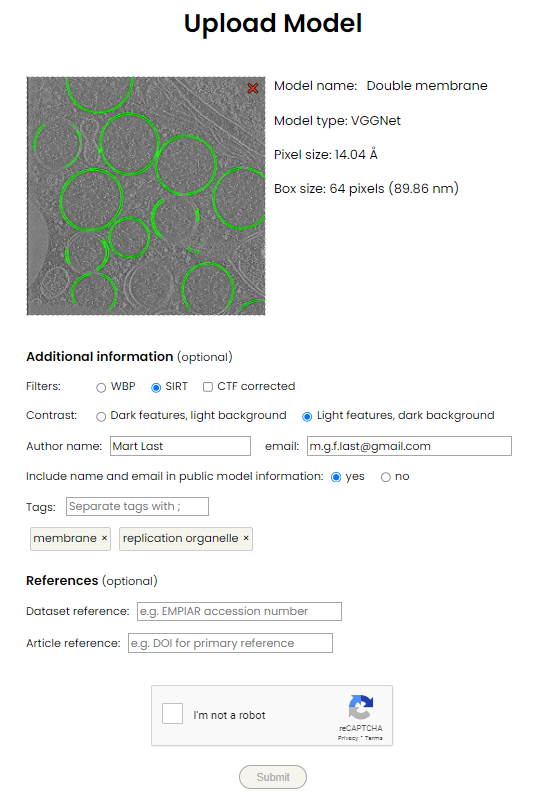 Upload Model
Model name: Double membrane
Model type: VGGNet
Pixel size: 14.04 Å
Box size: 64 pixels (89.86 nm)
Additional information (optional)
Filters: WBP SIRT CTF corrected
Contrast: Dark features, light background Light features, dark background
Author name: Mart Last email: m.g.f.last@gmail.com
Include name and email in public model information: yes no
Tags: Separate tags with ;
membrane × replication organelle ×
References (optional)
Dataset reference: e.g. EMPIAR accession number
Article reference: e.g. DOI for primary reference
I'm not a robot
reCAPTCHA
Privacy - Terms
Submit